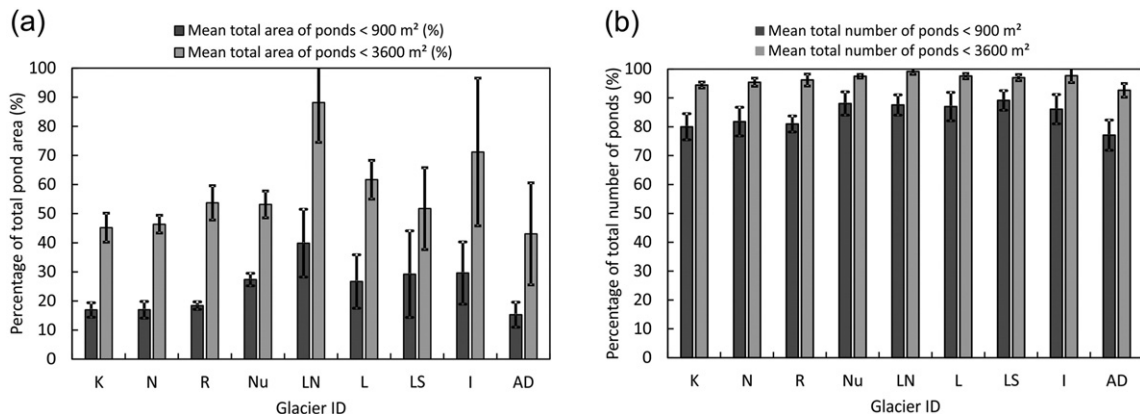 (a)
Mean total area of ponds < 900 m² (%)
Mean total area of ponds < 3600 m² (%)
Percentage of total pond area (%)
100
90
80
70
60
50
40
30
20
10
0
K N R Nu LN L LS I AD
Glacier ID
(b)
Mean total number of ponds < 900 m²
Mean total number of ponds < 3600 m²
Percentage of total number of ponds (%)
100
90
80
70
60
50
40
30
20
10
0
K N R Nu LN L LS I AD
Glacier ID